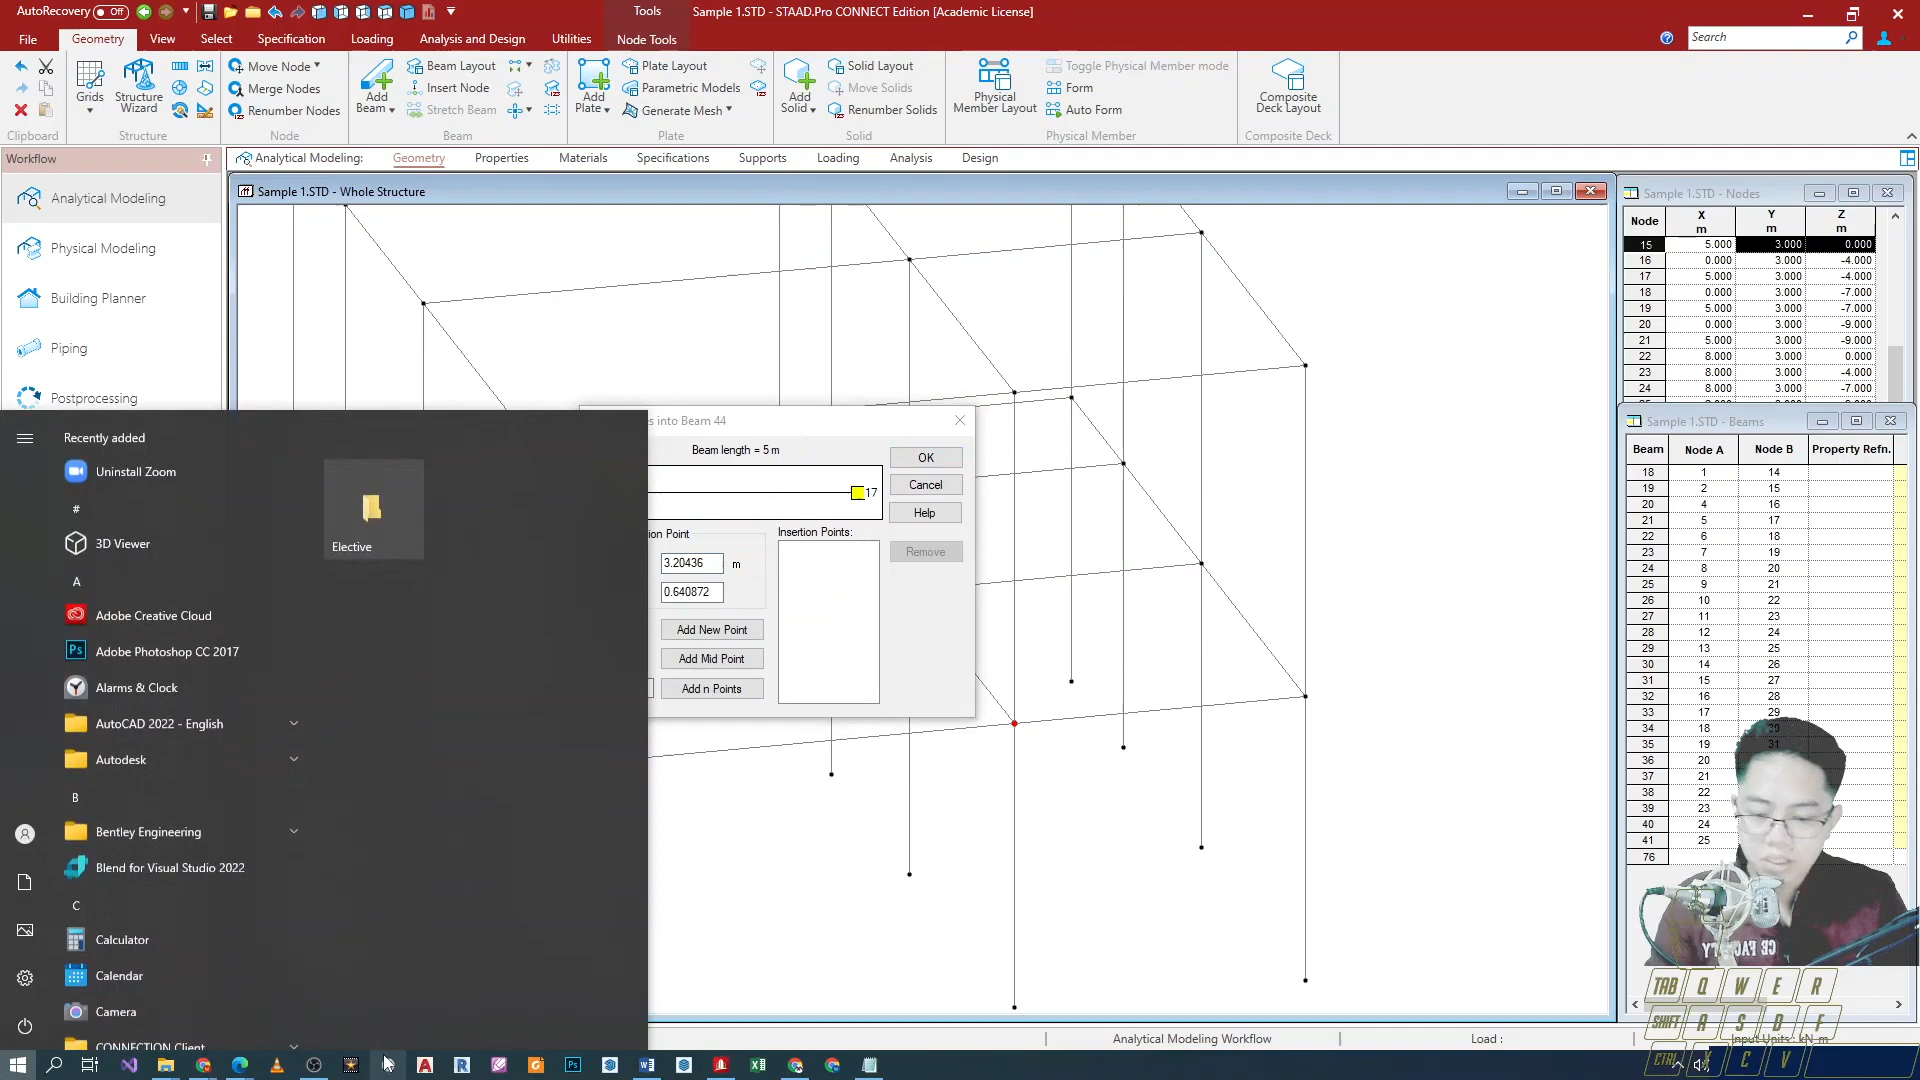 AutoRecovery Off
Tools
Sample 1.STD - STAAD.Pro CONNECT Edition [Academic License]
File
Geometry
View
Select
Specification
Loading
Analysis and Design
Utilities
Node Tools
Search
Grids
Structure Wizard
Move Node
Merge Nodes
Renumber Nodes
Add Beam
Beam Layout
Insert Node
Stretch Beam
Add Plate
Plate Layout
Parametric Models
Generate Mesh
Add Solid
Solid Layout
Move Solids
Renumber Solids
Physical Member Layout
Toggle Physical Member mode
Form
Auto Form
Composite Deck Layout
Clipboard
Structure
Node
Beam
Plate
Solid
Physical Member
Composite Deck
Workflow
Analytical Modeling:
Geometry
Properties
Materials
Specifications
Supports
Loading
Analysis
Design
Analytical Modeling
Physical Modeling
Building Planner
Piping
Postprocessing
Sample 1.STD - Whole Structure
Sample 1.STD - Nodes
Node X m Y m Z m
15 5.000 3.000 0.000
16 0.000 3.000 -4.000
17 5.000 3.000 -4.000
18 0.000 3.000 -7.000
19 5.000 3.000 -7.000
20 0.000 3.000 -9.000
21 5.000 3.000 -9.000
22 8.000 3.000 0.000
23 8.000 3.000 -4.000
24 8.000 3.000 -7.000
Sample 1.STD - Beams
Beam Node A Node B Property Refn.
18 1 14
19 2 15
20 4 16
21 5 17
22 6 18
23 7 19
24 8 20
25 9 21
26 10 22
27 11 23
28 12 24
29 13 25
30 14 26
31 15 27
32 16 28
33 17 29
34 18 30
35 19 31
36 20
37 21
38 22
39 23
40 24
41 25
76
es into Beam 44
Beam length = 5 m
17
OK
Cancel
Help
Remove
ion Point
Insertion Points:
3.20436 m
0.640872
Add New Point
Add Mid Point
Add n Points
Recently added
Uninstall Zoom
#
3D Viewer
A
Adobe Creative Cloud
Adobe Photoshop CC 2017
Alarms & Clock
AutoCAD 2022 - English
Autodesk
B
Bentley Engineering
Blend for Visual Studio 2022
C
Calculator
Calendar
Camera
CONNECTION Client
Elective
Analytical Modeling Workflow
Load :
Input Units : kN-m
TAB Q W E R
SHIFT A S D F
CTRL X C V